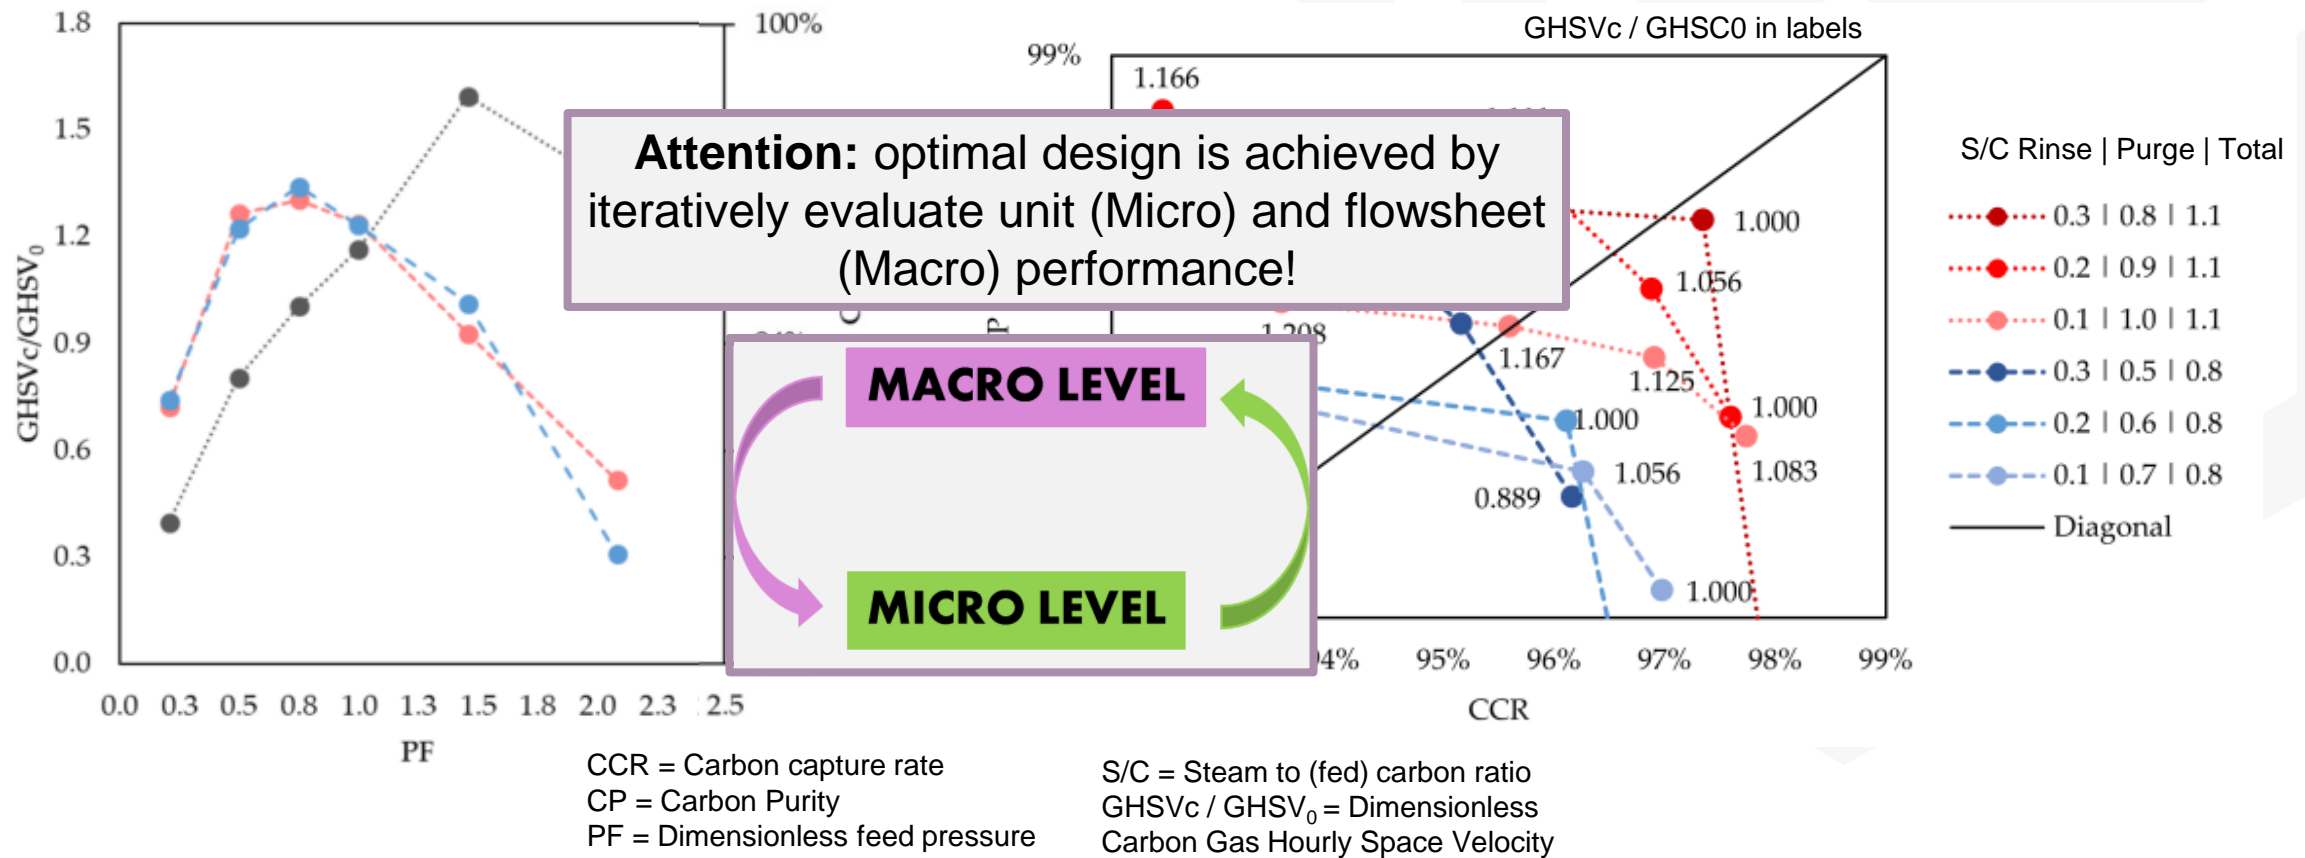 1.8
1.5
1.2
0.9
0.6
0.3
0.0
GHSVc/GHSV₀
0.0 0.3 0.5 0.8 1.0 1.3 1.5 1.8 2.0 2.3 2.5
PF
100%
Attention: optimal design is achieved by
iteratively evaluate unit (Micro) and flowsheet
(Macro) performance!
MACRO LEVEL
MICRO LEVEL
GHSVc / GHSC0 in labels
99%
1.166
1.000
1.056
1.208
1.167
1.125
1.000
1.000
1.083
1.056
0.889
1.000
95% 96% 97% 98% 99%
CCR
S/C Rinse | Purge | Total
0.3 | 0.8 | 1.1
0.2 | 0.9 | 1.1
0.1 | 1.0 | 1.1
0.3 | 0.5 | 0.8
0.2 | 0.6 | 0.8
0.1 | 0.7 | 0.8
Diagonal
CCR = Carbon capture rate
CP = Carbon Purity
PF = Dimensionless feed pressure
S/C = Steam to (fed) carbon ratio
GHSVc / GHSV₀ = Dimensionless
Carbon Gas Hourly Space Velocity